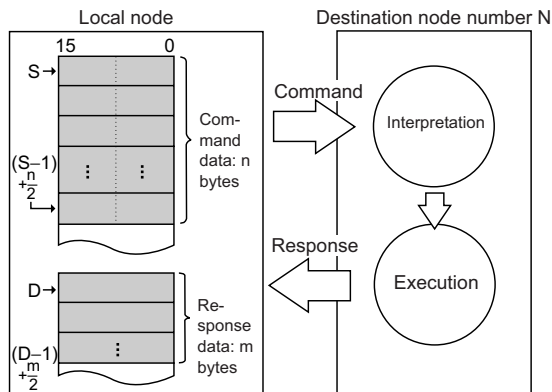 Local node
Destination node number N
15 0
S
Com-
mand
data: n
bytes
(S–1)
+n/2
Command
Interpretation
Response
Execution
D
Re-
sponse
data: m
bytes
(D–1)
+m/2